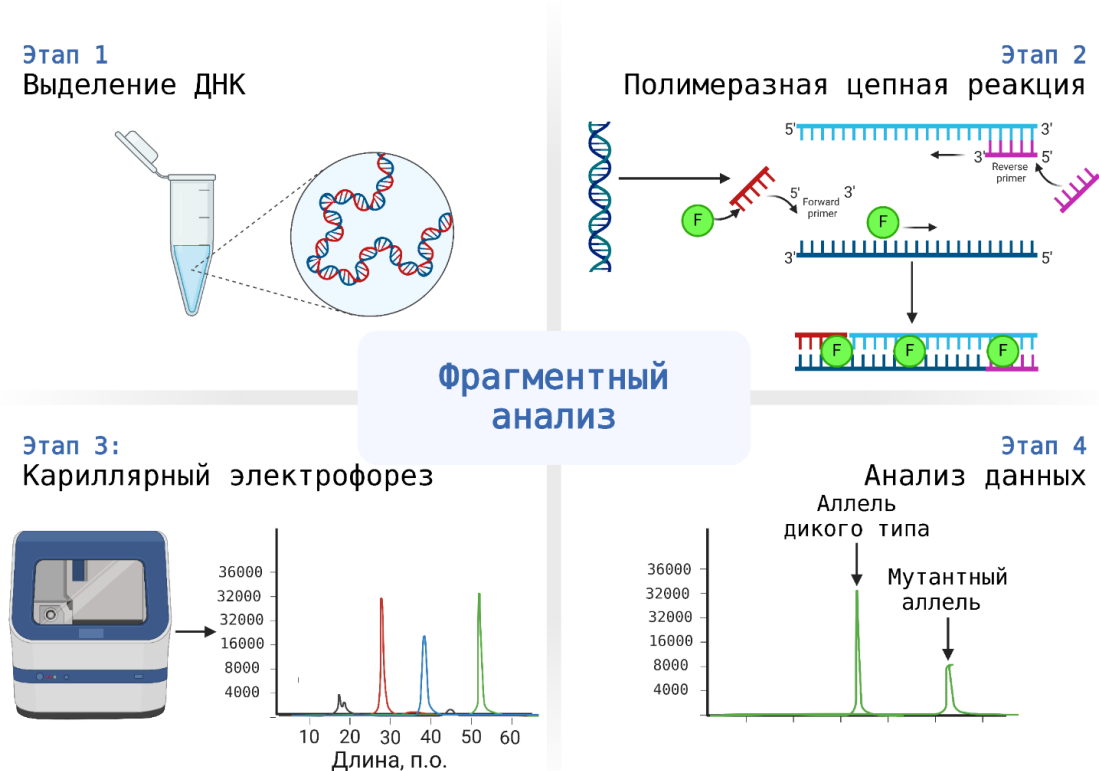 Этап 1
Выделение ДНК
Этап 2
Полимеразная цепная реакция
5'
3'
3'
5'
Reverse
primer
5'
3'
Forward
primer
F
F
3'
5'
F
F
F
Фрагментный
анализ
Этап 3:
Кариллярный электрофорез
36000
32000
32000
16000
8000
4000
10 20 30 40 50 60
Длина, п.о.
Этап 4
Анализ данных
Аллель
дикого типа
Мутантный
аллель
36000
32000
32000
16000
8000
4000